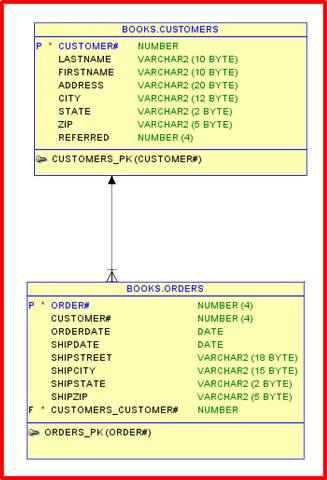 BOOKS.CUSTOMERS
P * CUSTOMER# NUMBER
LASTNAME VARCHAR2 (10 BYTE)
FIRSTNAME VARCHAR2 (10 BYTE)
ADDRESS VARCHAR2 (20 BYTE)
CITY VARCHAR2 (12 BYTE)
STATE VARCHAR2 (2 BYTE)
ZIP VARCHAR2 (5 BYTE)
REFERRED NUMBER (4)
CUSTOMERS_PK (CUSTOMER#)
BOOKS.ORDERS
P * ORDER# NUMBER (4)
CUSTOMER# NUMBER (4)
ORDERDATE DATE
SHIPDATE DATE
SHIPSTREET VARCHAR2 (18 BYTE)
SHIPCITY VARCHAR2 (15 BYTE)
SHIPSTATE VARCHAR2 (2 BYTE)
SHIPZIP VARCHAR2 (5 BYTE)
F * CUSTOMERS_CUSTOMER# NUMBER
ORDERS_PK (ORDER#)